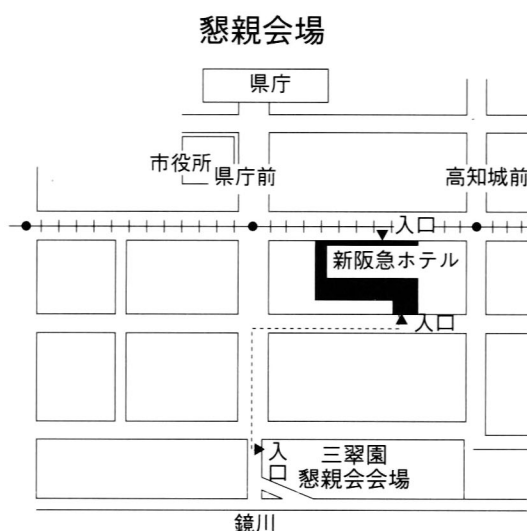 懇親会場
県庁
市役所
県庁前
高知城前
入口
新阪急ホテル
入口
入口
三翠園
懇親会会場
鏡川